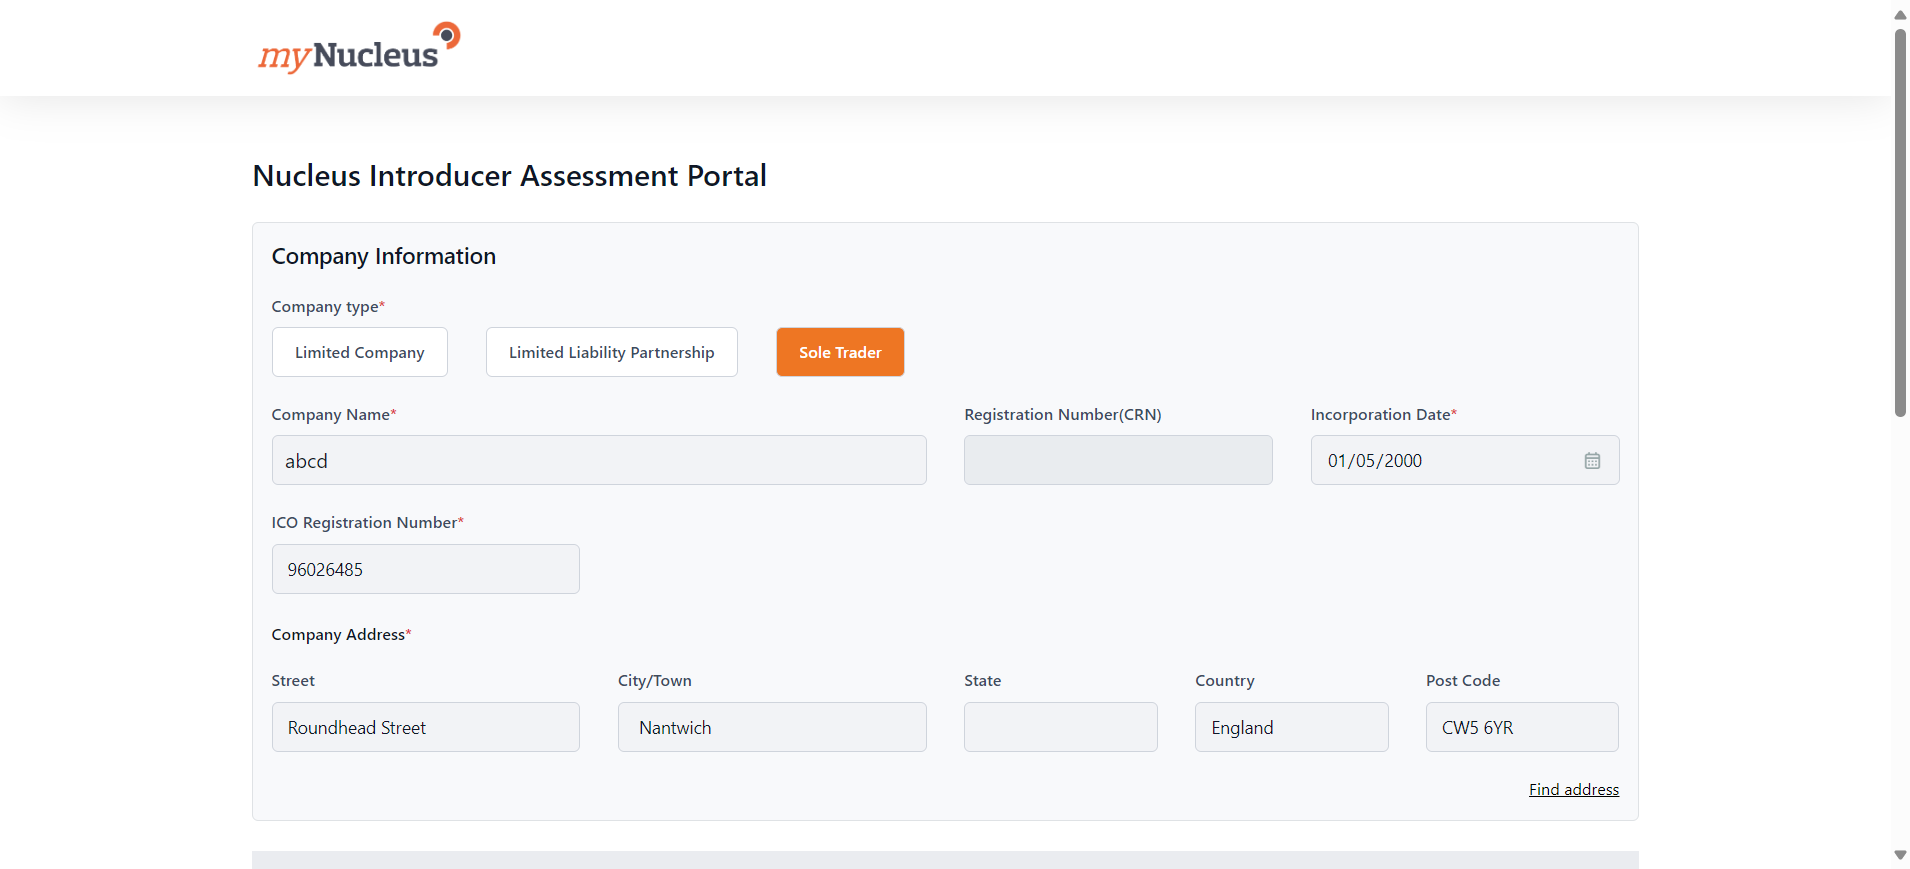 myNucleus
Nucleus Introducer Assessment Portal
Company Information
Company type*
Limited Company
Limited Liability Partnership
Sole Trader
Company Name*
Registration Number(CRN)
Incorporation Date*
abcd
01/05/2000
ICO Registration Number*
96026485
Company Address*
Street
City/Town
State
Country
Post Code
Roundhead Street
Nantwich
England
CW5 6YR
Find address